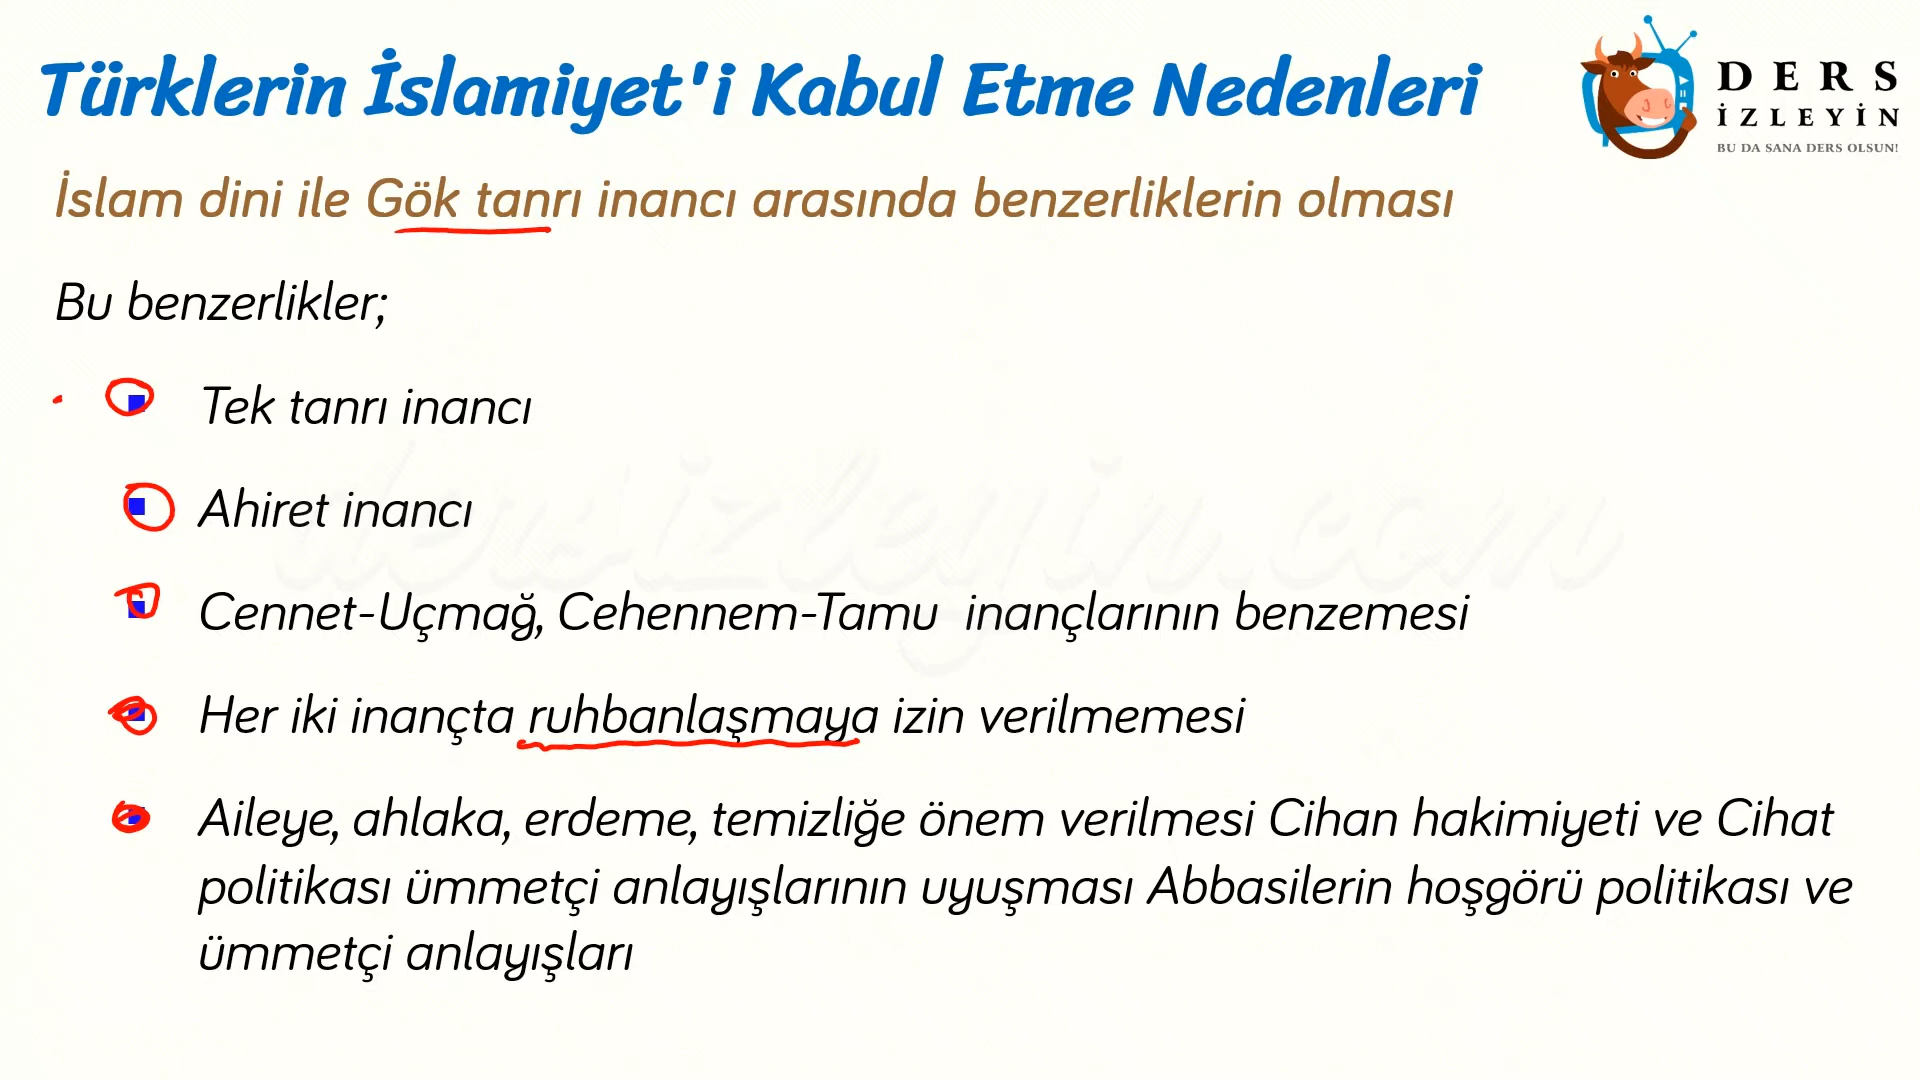 Türklerin İslamiyet'i Kabul Etme Nedenleri
DERS
İZLEYİN
BU DA SANA DERS OLSUN!
İslam dini ile Gök tanrı inancı arasında benzerliklerin olması
Bu benzerlikler;
Tek tanrı inancı
Ahiret inancı
Cennet-Uçmağ, Cehennem-Tamu inançlarının benzemesi
Her iki inançta ruhbanlaşmaya izin verilmemesi
Aileye, ahlaka, erdeme, temizliğe önem verilmesi Cihan hakimiyeti ve Cihat
politikası ümmetçi anlayışlarının uyuşması Abbasilerin hoşgörü politikası ve
ümmetçi anlayışları
dersizleyin.com